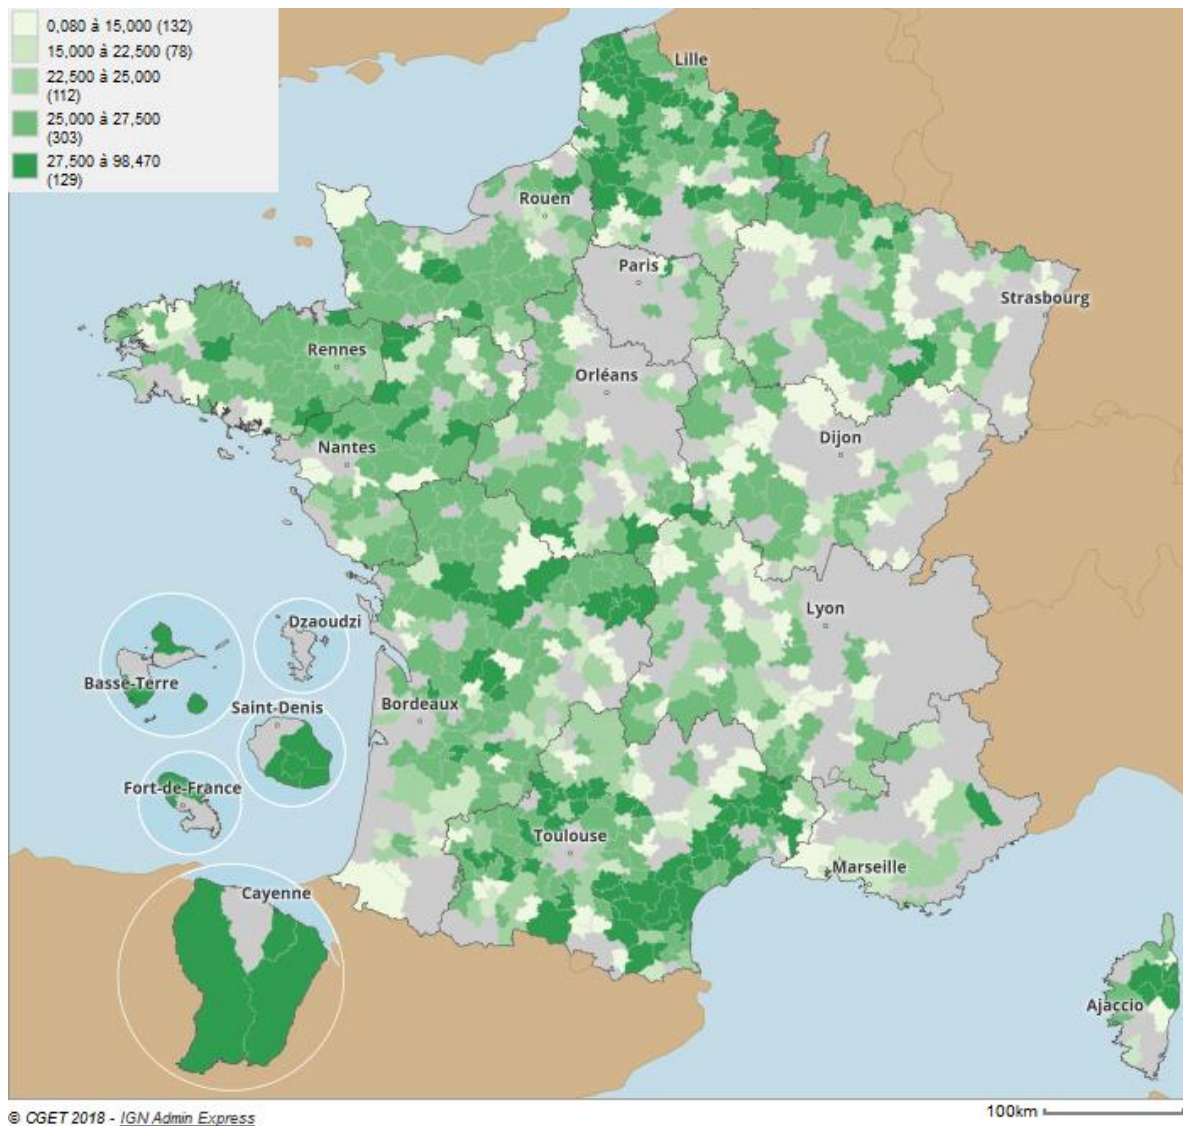 0,080 à 15,000 (132)
15,000 à 22,500 (78)
22,500 à 25,000
(112)
25,000 à 27,500
(303)
27,500 à 98,470
(129)
Lille
Rouen
Paris
Strasbourg
Rennes
Orléans
Dijon
Nantes
Lyon
Dzaoudzi
Basse-Terre
Saint-Denis
Bordeaux
Fort-de-France
Toulouse
Marseille
Cayenne
Ajaccio
© CGET 2018 - IGN Admin Express
100km